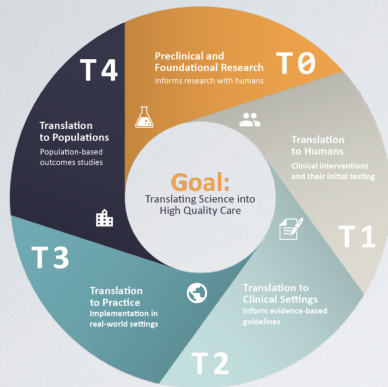 Preclinical and
Foundational Research
Informs research with humans
T0
Translation
to Humans
Clinical interventions
and their initial testing
T1
Translation to
Clinical Settings
Inform evidence-based
guidelines
T2
Translation
to Practice
Implementation in
real-world settings
T3
Translation
to Populations
Population-based
outcomes studies
T4
Goal:
Translating Science into
High Quality Care